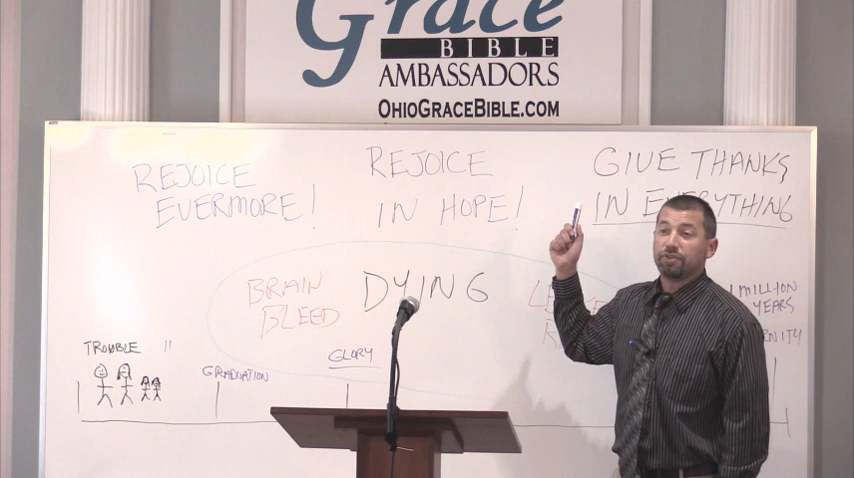 Grace
BIBLE
AMBASSADORS
OHIOGRACEBIBLE.COM
REJOICE
EVERMORE!
REJOICE
IN HOPE!
GIVE THANKS
IN EVERYTHING
BRAIN
BLEED
DYING
MILLION
YEARS
TROUBLE
GRADUATION
GLORY